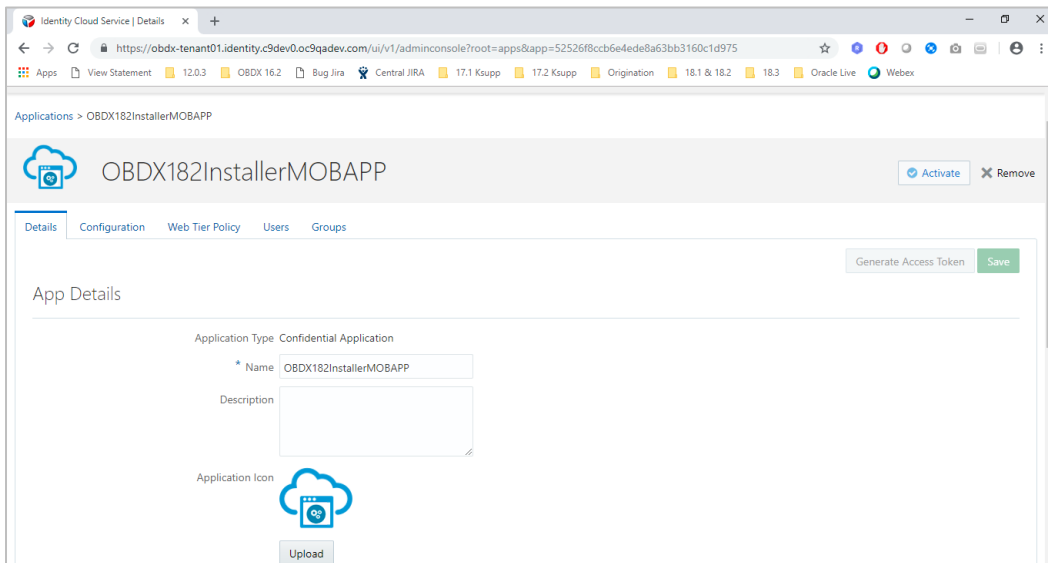 Identity Cloud Service | Details
https://obdx-tenant01.identity.c9dev0.oc9qadev.com/ui/v1/adminconsole?root=apps&app=52526f8ccb6e4ede8a63bb3160c1d975
Apps View Statement 12.0.3 OBDX 16.2 Bug Jira Central JIRA 17.1 Ksupp 17.2 Ksupp Origination 18.1 & 18.2 18.3 Oracle Live Webex
Applications > OBDX182InstallerMOBAPP
OBDX182InstallerMOBAPP Activate Remove
Details Configuration Web Tier Policy Users Groups
Generate Access Token Save
App Details
Application Type Confidential Application
* Name OBDX182InstallerMOBAPP
Description
Application Icon
Upload